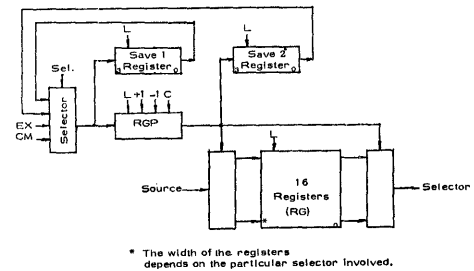 L
L
Save 1
Register
Save 2
Register
Sel.
L +1 -1 C
Selector
RGP
EX
CM
L
16
Registers
(RG)
Source
Selector
*
* The width of the registers
depends on the particular selector involved.